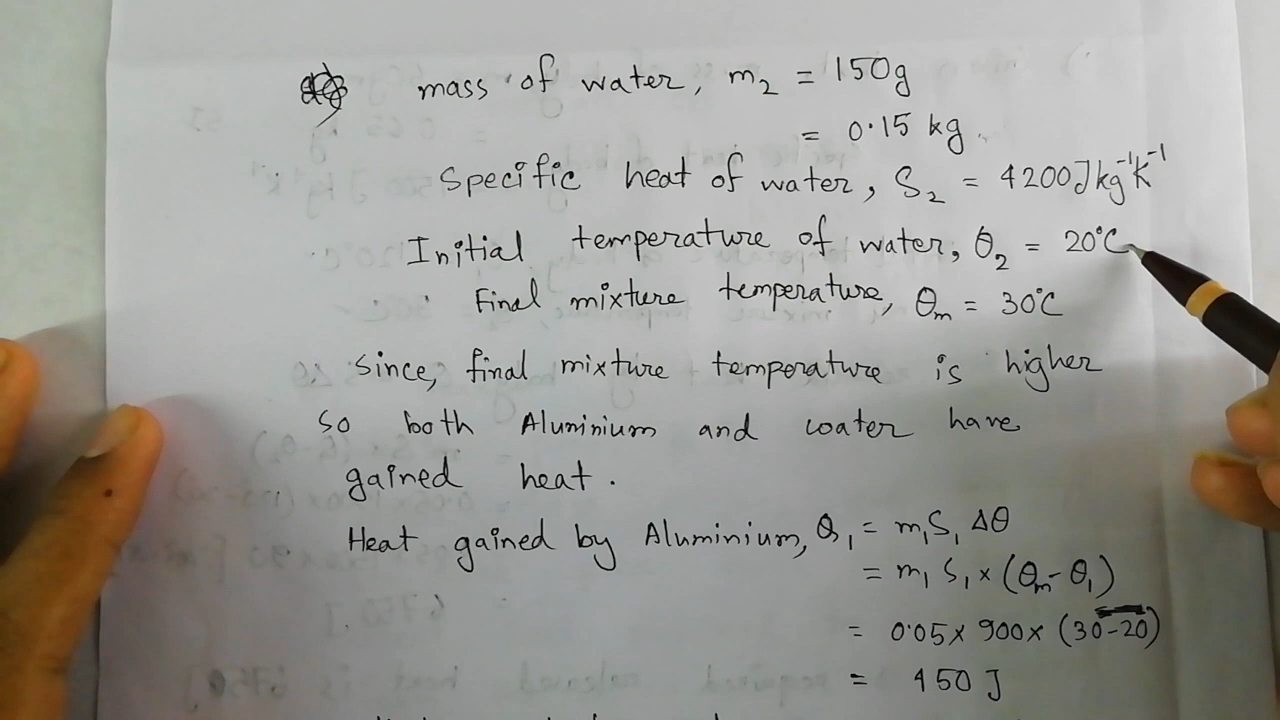 mass of water, m₂ = 150g
= 0.15 kg
Specific heat of water, S₂ = 4200Jkg⁻¹K⁻¹
Initial temperature of water, θ₂ = 20°C
Final mixture temperature, θₘ = 30°C
Since, final mixture temperature is higher
so both Aluminium and water have
gained heat.
Heat gained by Aluminium, Q₁ = m₁S₁ Δθ
= m₁ S₁ × (θₘ - θ₁)
= 0.05 × 900 × (30-20)
= 450 J